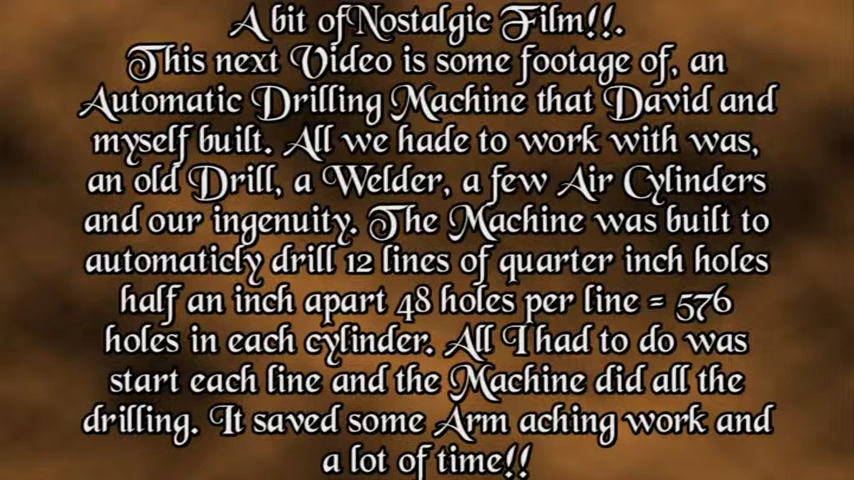 A bit of Nostalgic Film!!.
This next Video is some footage of, an
Automatic Drilling Machine that David and
myself built. All we hade to work with was,
an old Drill, a Welder, a few Air Cylinders
and our ingenuity. The Machine was built to
automaticly drill 12 lines of quarter inch holes
half an inch apart 48 holes per line = 576
holes in each cylinder. All I had to do was
start each line and the Machine did all the
drilling. It saved some Arm aching work and
a lot of time!!